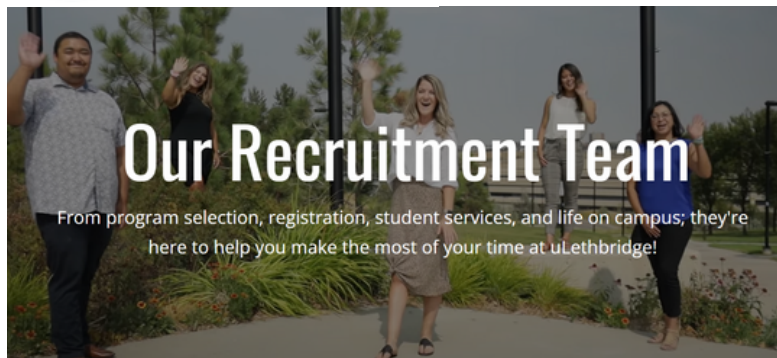 Our Recruitment Team
From program selection, registration, student services, and life on campus; they're
here to help you make the most of your time at uLethbridge!